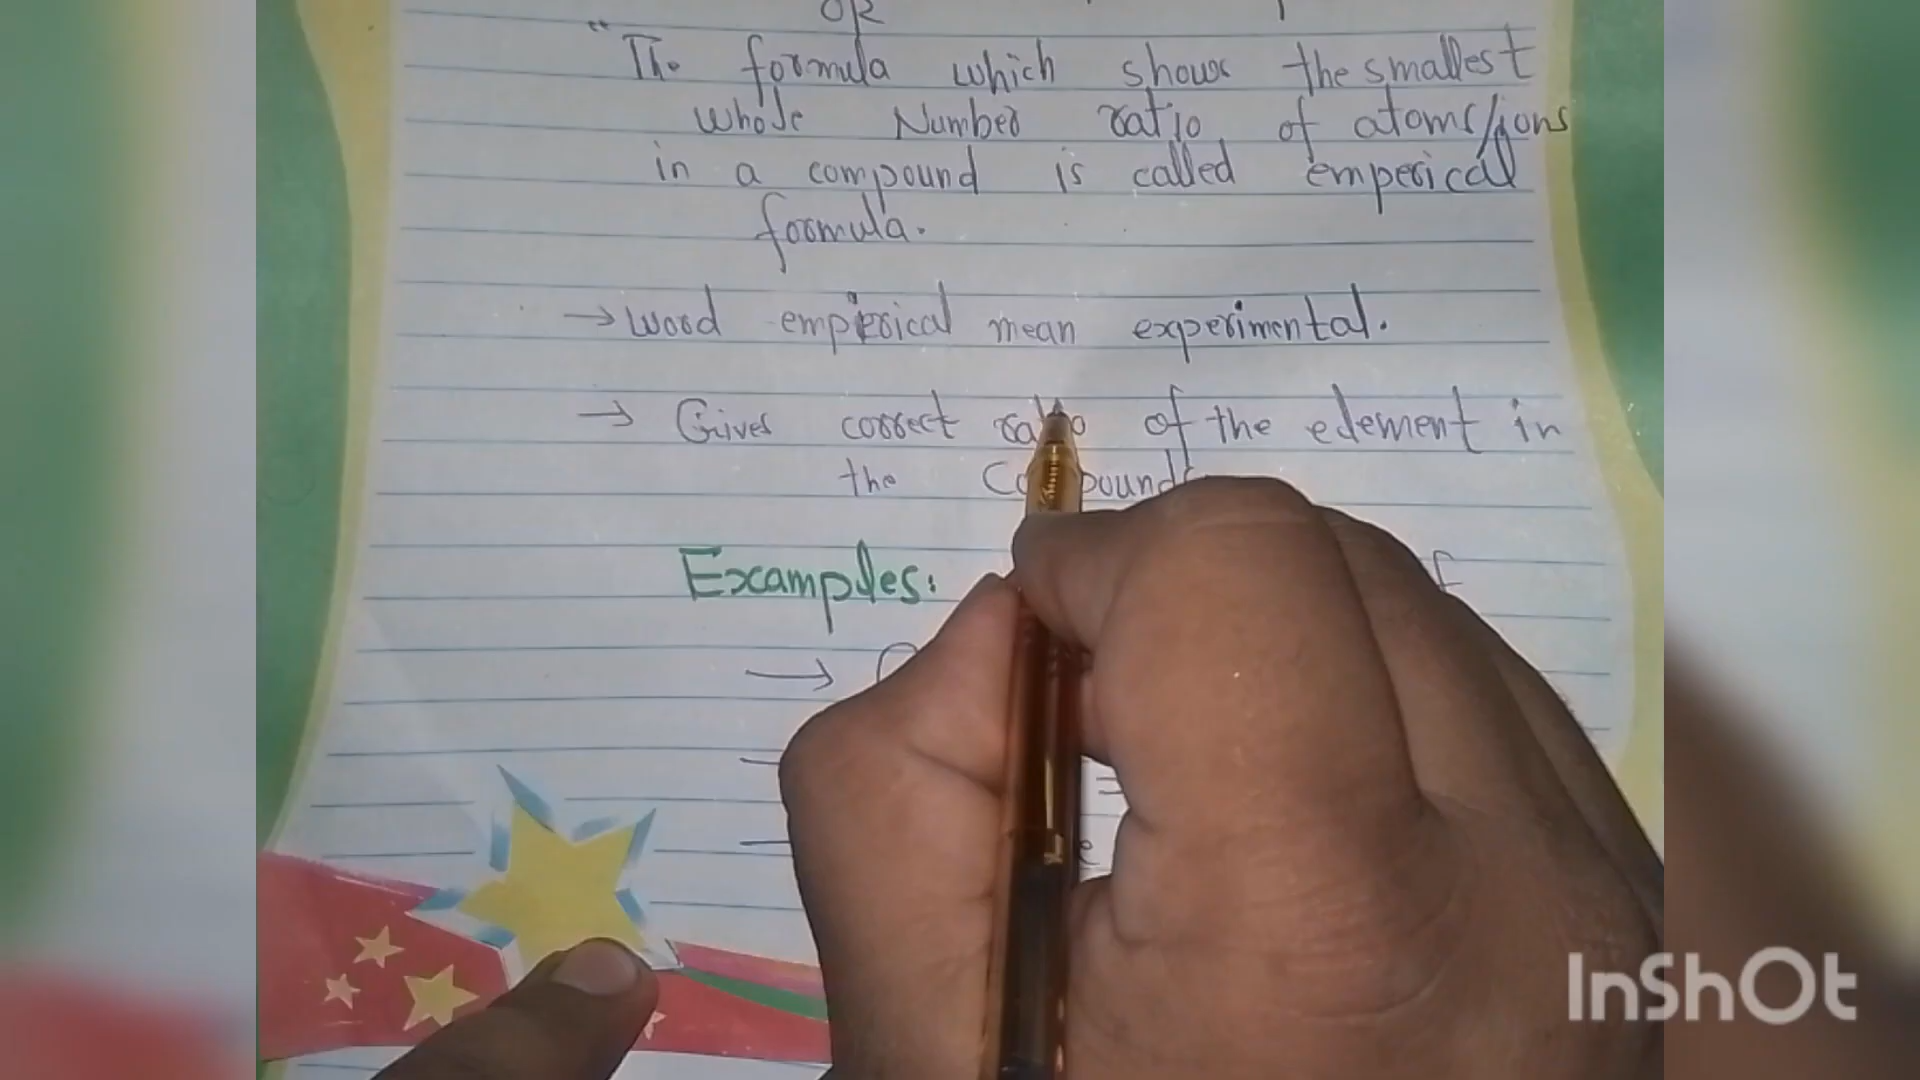 OR
"The formula which shows the smallest
whole Number ratio of atoms/ions
in a compound is called emperical
formula.
→ word empirical mean experimental.
→ Gives correct ratio of the element in
the Compound
Examples:
InShOt